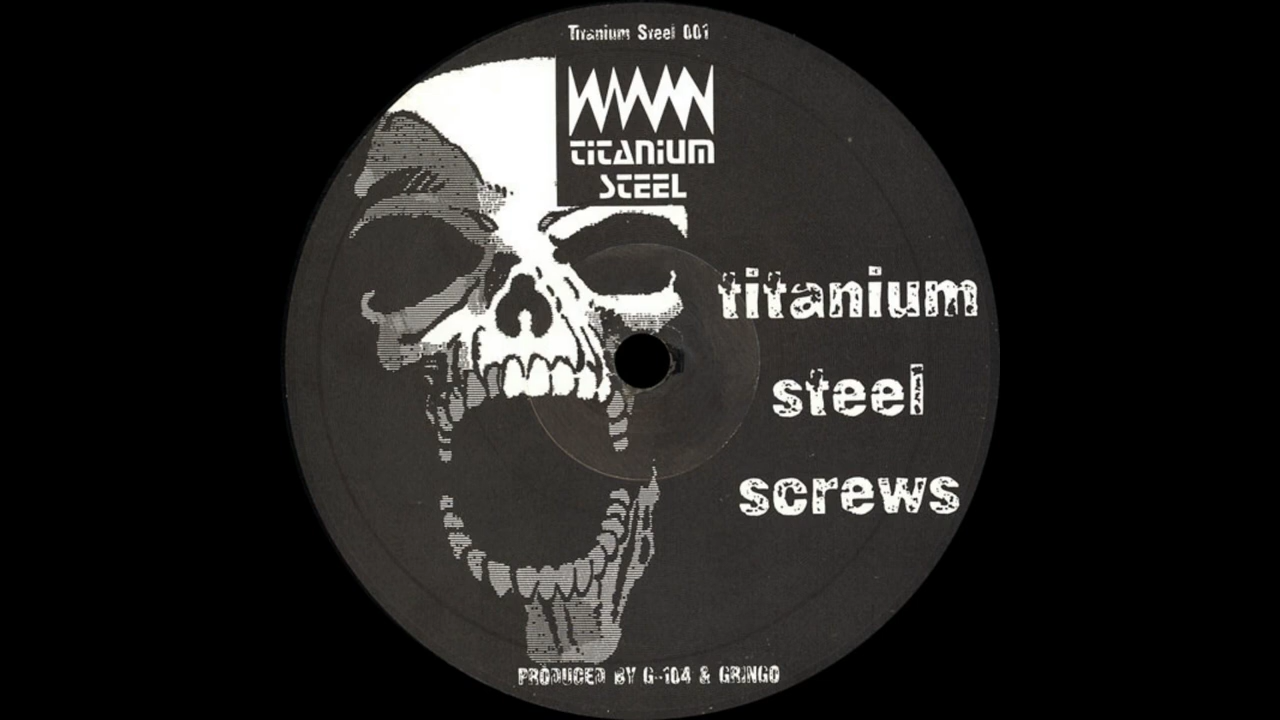 Titanium Steel 001
TITANIUM
STEEL
titanium
steel
screws
PRODUCED BY G-104 & GRINGO